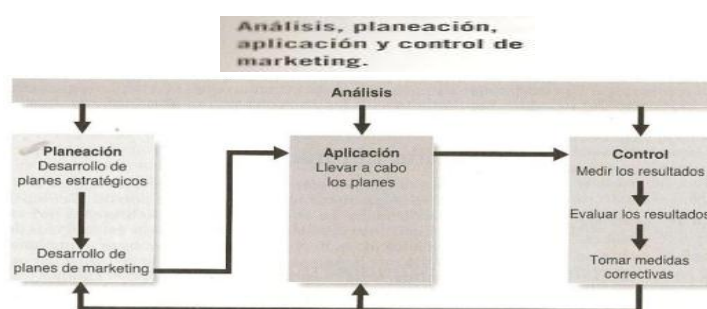 Análisis, planeación,
aplicación y control de
marketing.
Análisis
Planeación
Desarrollo de
planes estratégicos
Desarrollo de
planes de marketing
Aplicación
Llevar a cabo
los planes
Control
Medir los resultados
Evaluar los resultados
Tomar medidas
correctivas